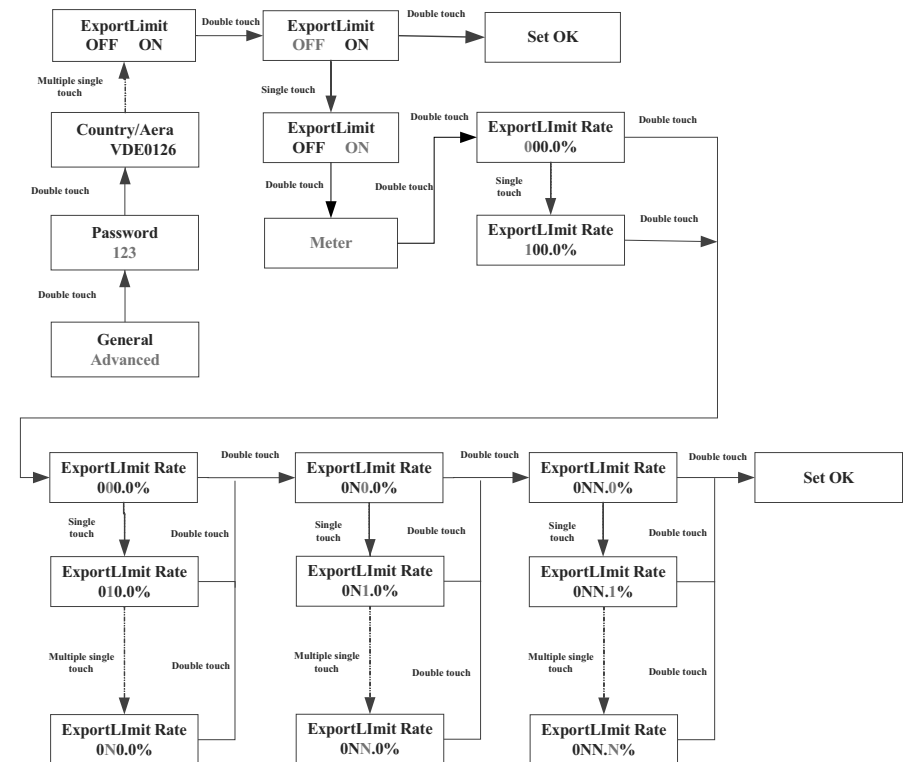 ExportLimit
OFF ON
Double touch
ExportLimit
OFF ON
Double touch
Set OK
Multiple single
touch
Single touch
Country/Aera
VDE0126
ExportLimit
OFF ON
Double touch
ExportLImit Rate
000.0%
Double touch
Double touch
Double touch
Double touch
Single
touch
Password
123
Meter
ExportLImit Rate
100.0%
Double touch
Double touch
General
Advanced
ExportLImit Rate
000.0%
Double touch
ExportLImit Rate
0N0.0%
Double touch
ExportLImit Rate
0NN.0%
Double touch
Set OK
Single
touch
Double touch
Single
touch
Double touch
Single
touch
Double touch
ExportLImit Rate
010.0%
ExportLImit Rate
0N1.0%
ExportLImit Rate
0NN.1%
Multiple single
touch
Double touch
Multiple single
touch
Double touch
Multiple single
touch
Double touch
ExportLImit Rate
0N0.0%
ExportLImit Rate
0NN.0%
ExportLImit Rate
0NN.N%